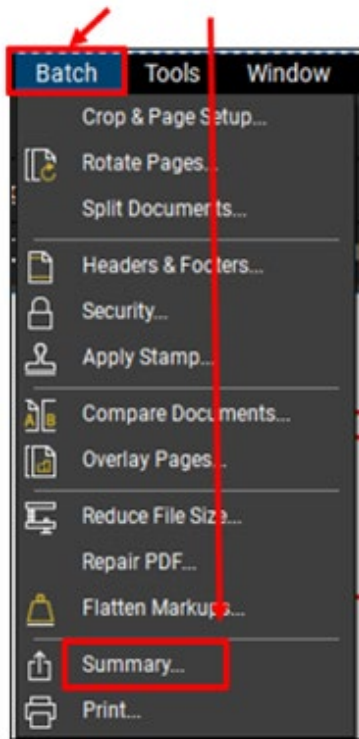 Batch Tools Window
Crop & Page Setup...
Rotate Pages...
Split Documents...
Headers & Footers...
Security...
Apply Stamp...
A B Compare Documents...
Overlay Pages...
Reduce File Size...
Repair PDF...
Flatten Markups...
Summary...
Print...